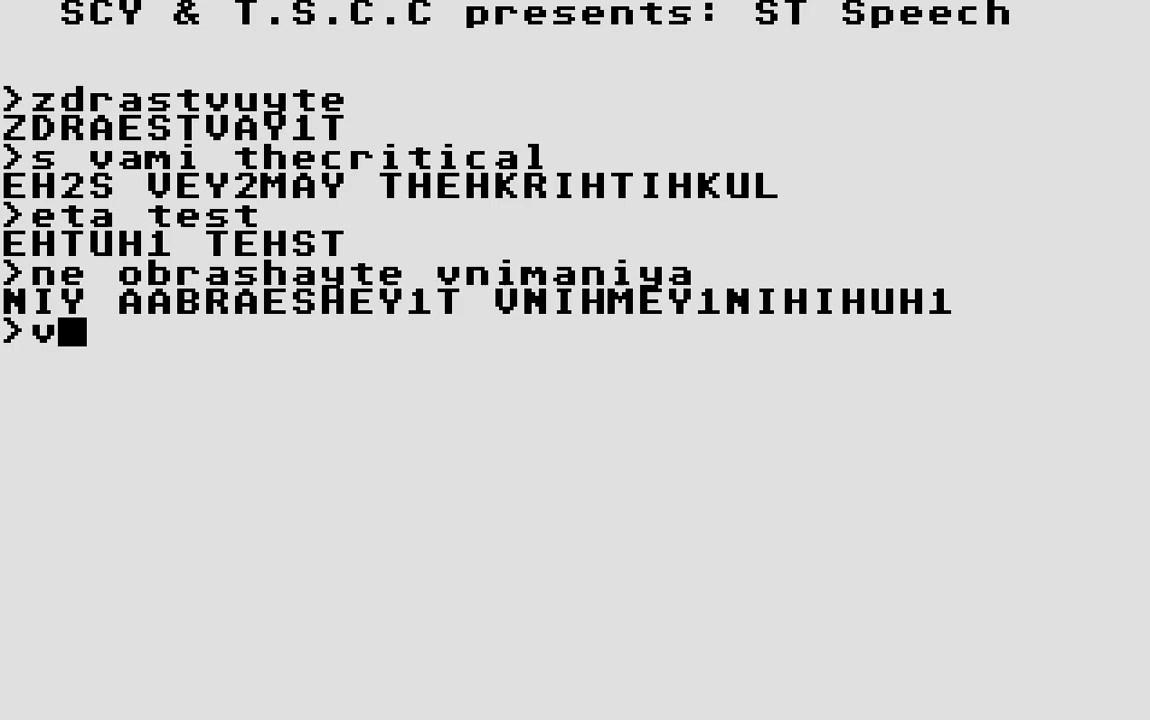 SCY & T.S.C.C presents: ST Speech
>zdrastvuyte
ZDRAESTVAY1T
>s vami thecritical
EH2S VEY2MAY THEHKRIHTIHKUL
>eta test
EHTUH1 TEHST
>ne obrashayte vnimaniya
NIY AABRAESHEY1T VNIHMEY1NIHIHUH1
>v